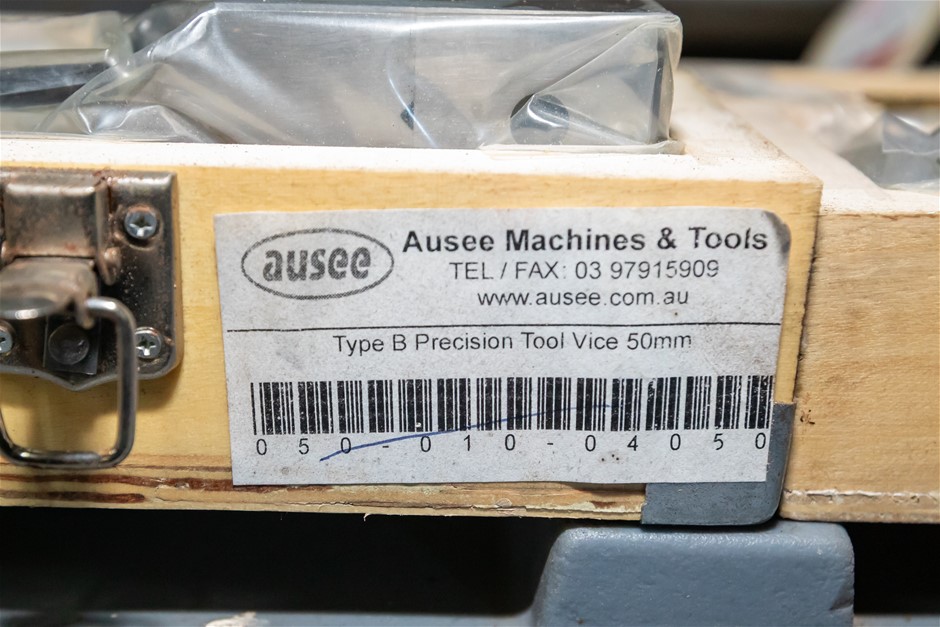 ausee
Ausee Machines & Tools
TEL / FAX: 03 97915909
www.ausee.com.au
Type B Precision Tool Vice 50mm
050-010-04050